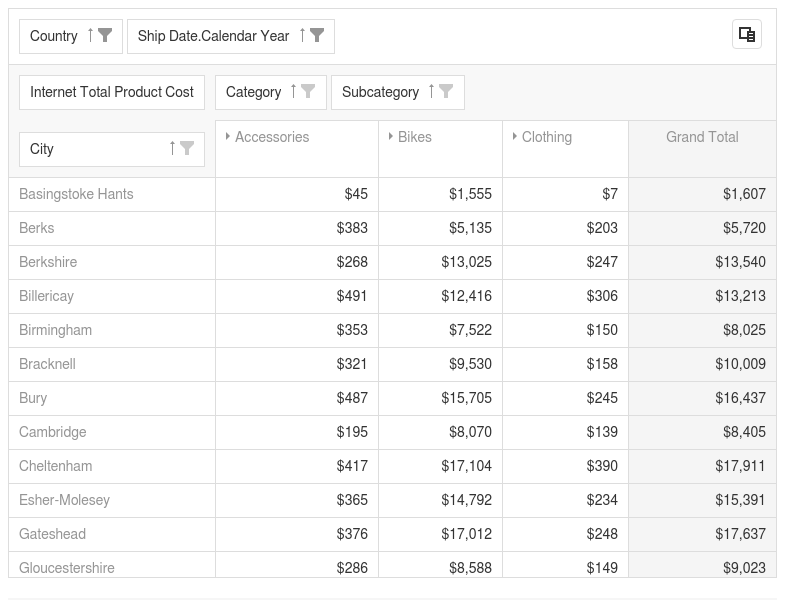 Country Ship Date.Calendar Year
Internet Total Product Cost Category Subcategory
City Accessories Bikes Clothing Grand Total
Basingstoke Hants $45 $1,555 $7 $1,607
Berks $383 $5,135 $203 $5,720
Berkshire $268 $13,025 $247 $13,540
Billericay $491 $12,416 $306 $13,213
Birmingham $353 $7,522 $150 $8,025
Bracknell $321 $9,530 $158 $10,009
Bury $487 $15,705 $245 $16,437
Cambridge $195 $8,070 $139 $8,405
Cheltenham $417 $17,104 $390 $17,911
Esher-Molesey $365 $14,792 $234 $15,391
Gateshead $376 $17,012 $248 $17,637
Gloucestershire $286 $8,588 $149 $9,023